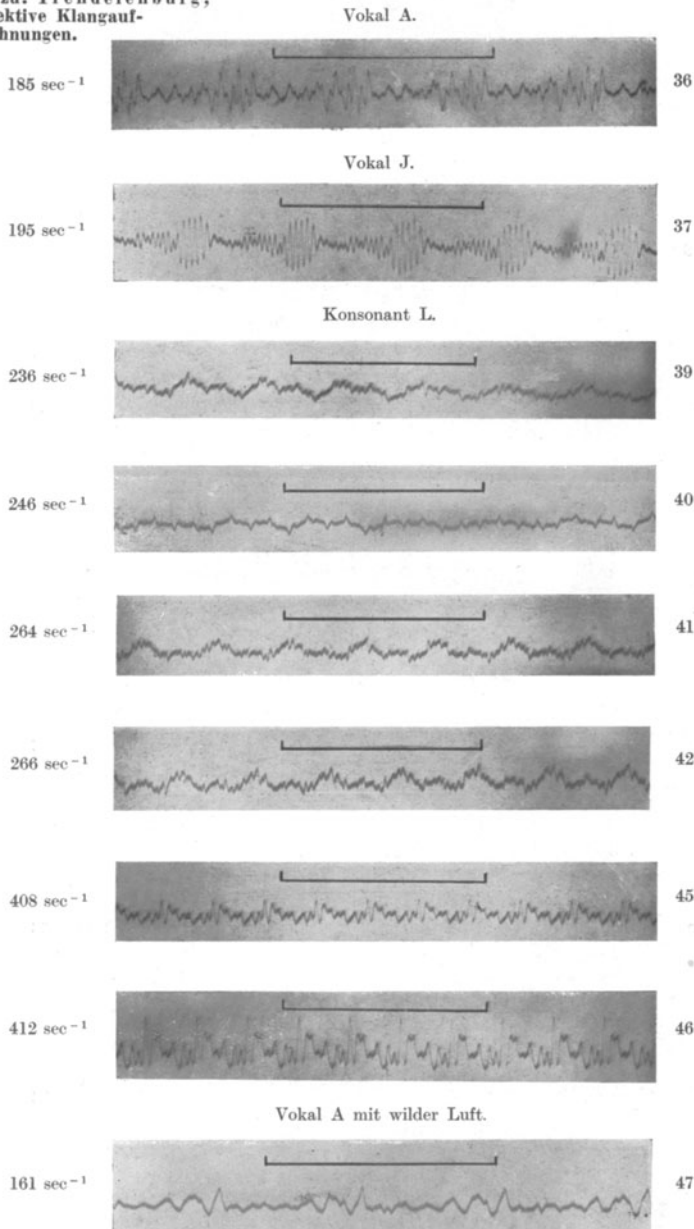 zu: Trendelenburg,
ektive Klangauf-
hnungen.
Vokal A.
185 sec⁻¹ 36
Vokal J.
195 sec⁻¹ 37
Konsonant L.
236 sec⁻¹ 39
246 sec⁻¹ 40
264 sec⁻¹ 41
266 sec⁻¹ 42
408 sec⁻¹ 45
412 sec⁻¹ 46
Vokal A mit wilder Luft.
161 sec⁻¹ 47